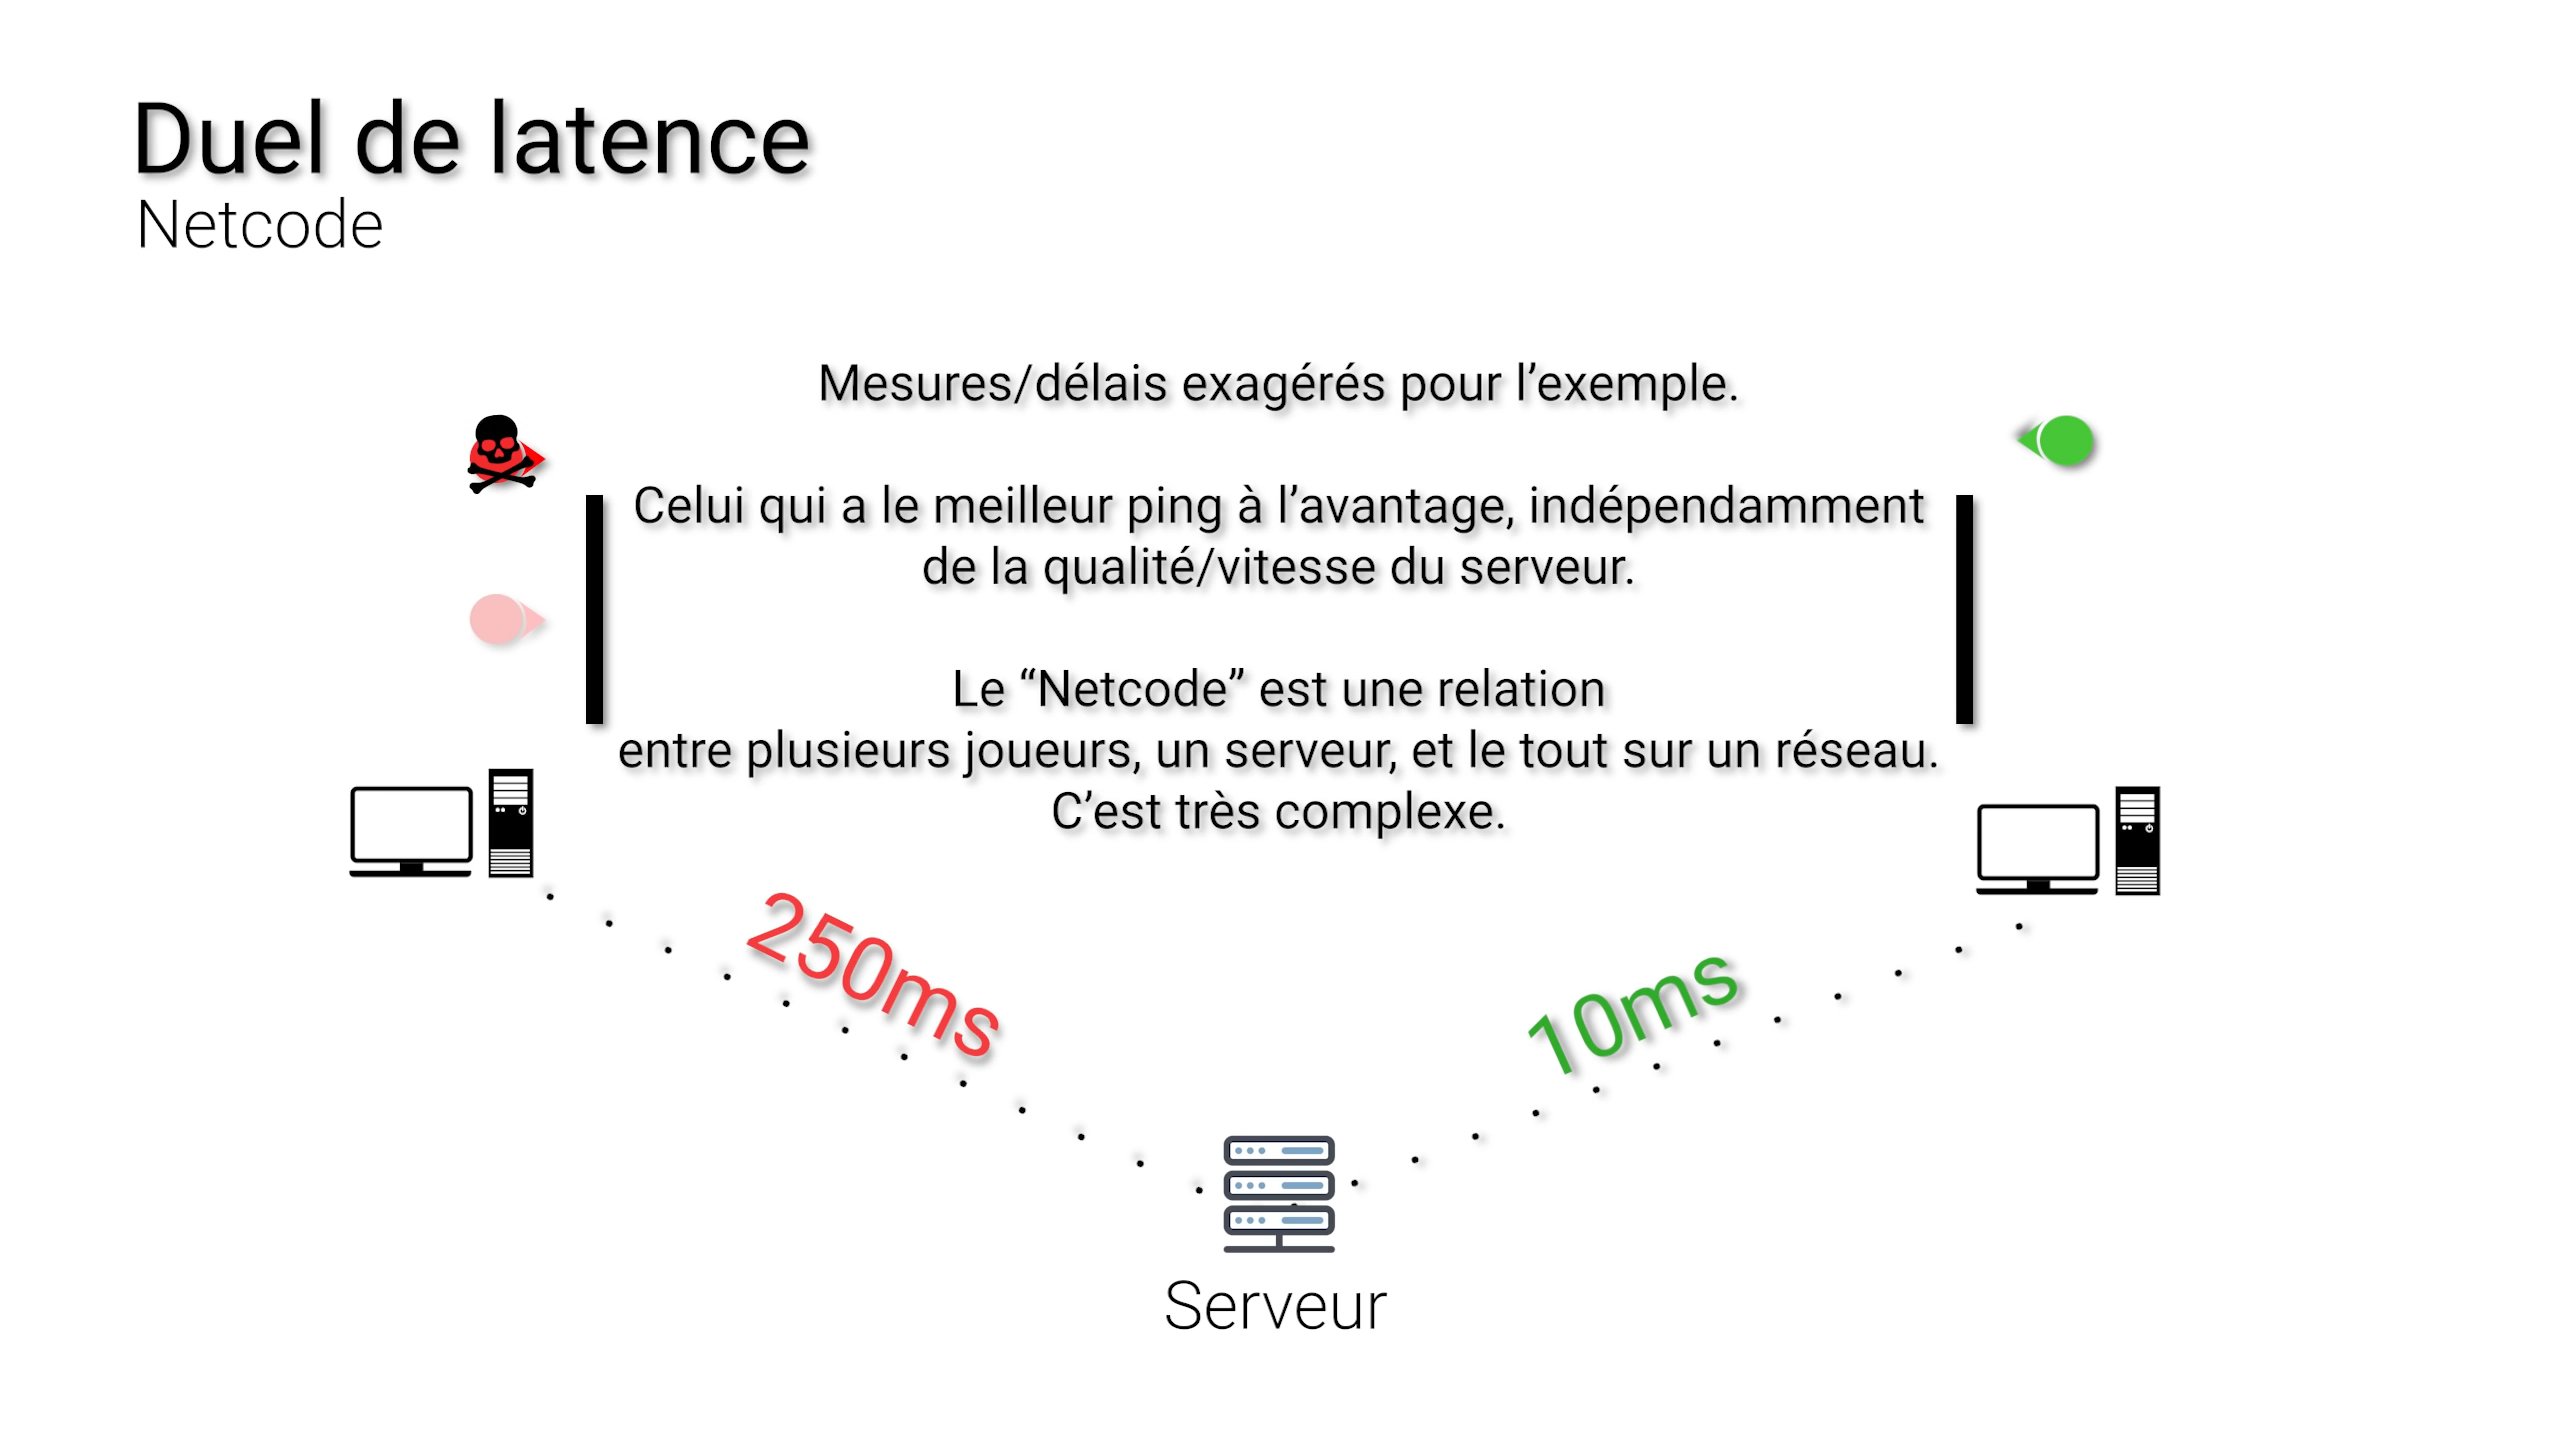 Duel de latence
Netcode
Mesures/délais exagérés pour l’exemple.
Celui qui a le meilleur ping à l’avantage, indépendamment
de la qualité/vitesse du serveur.
Le “Netcode” est une relation
entre plusieurs joueurs, un serveur, et le tout sur un réseau.
C’est très complexe.
250ms
10ms
Serveur